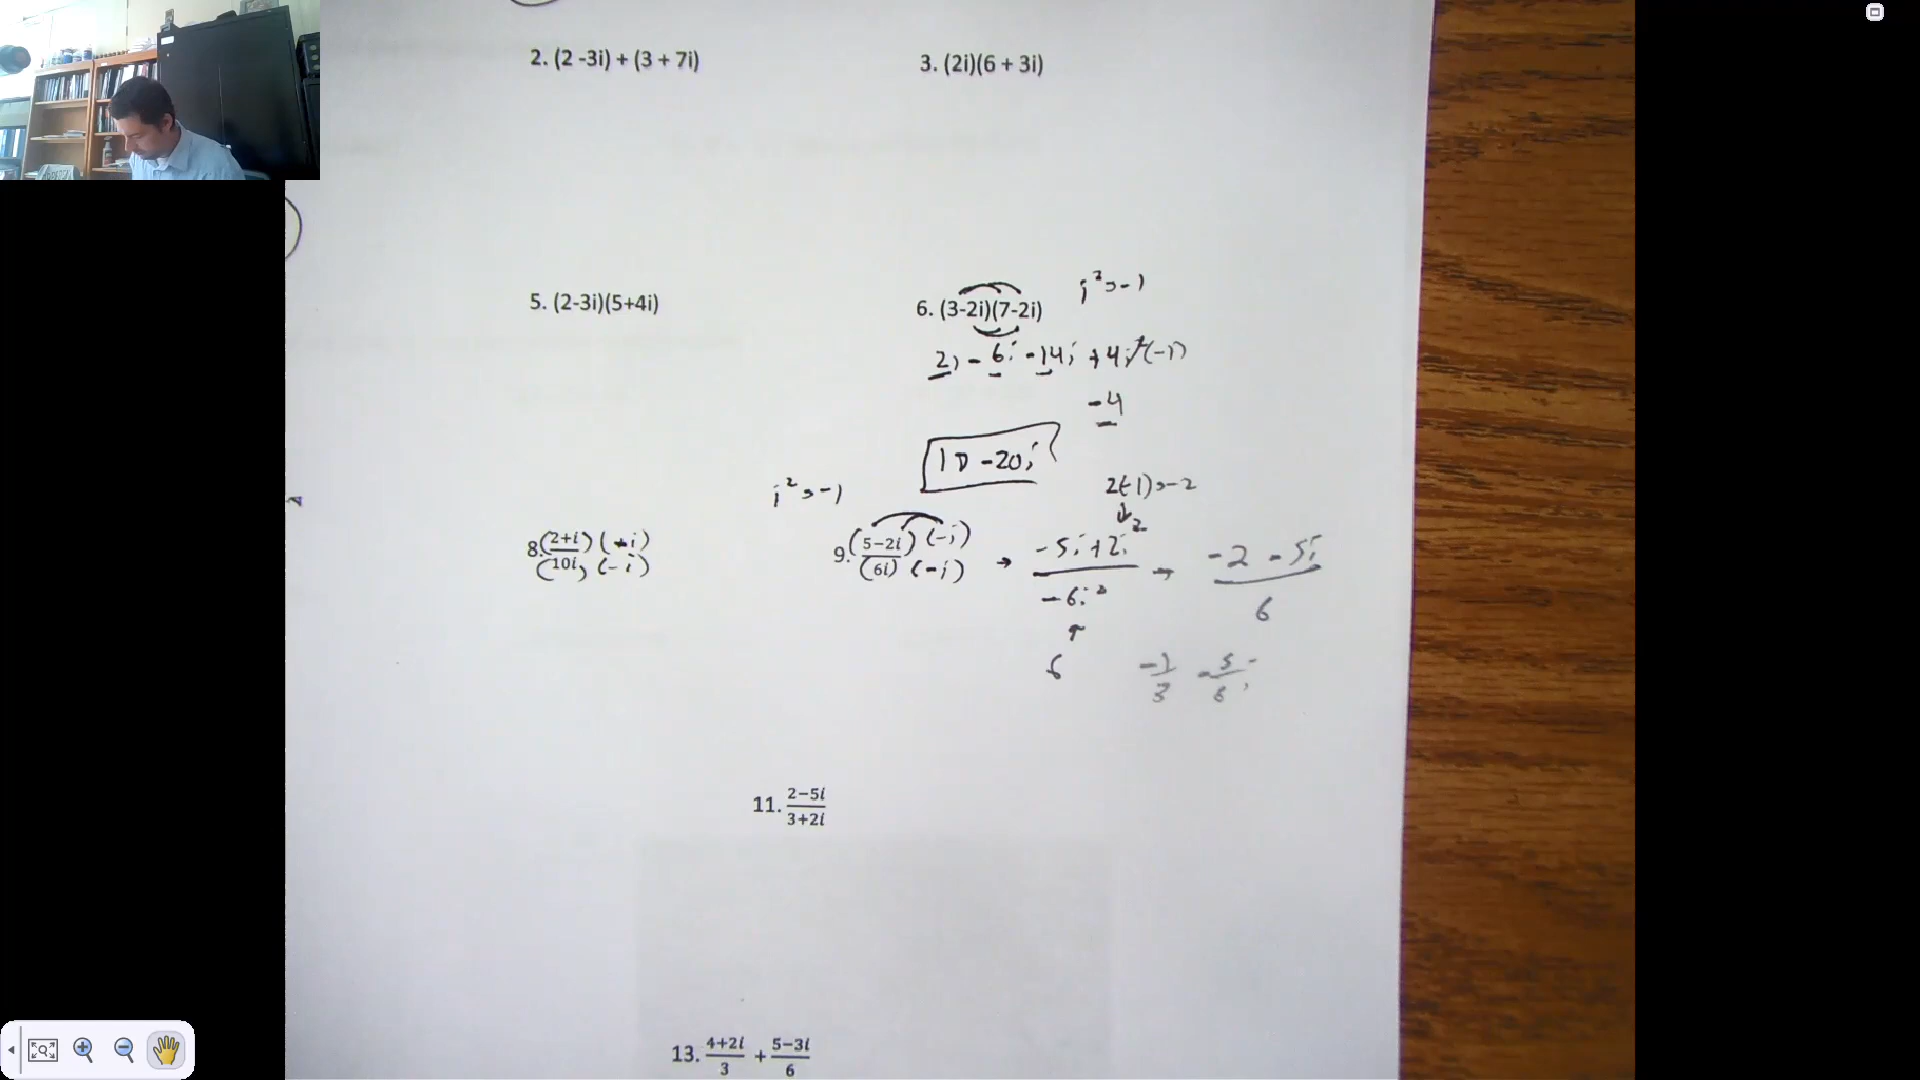 2. (2 -3i) + (3 + 7i)
3. (2i)(6 + 3i)
5. (2-3i)(5+4i)
6. (3-2i)(7-2i)
i² = -1
21 - 6i - 14i + 4i² (-1)
-4
17 - 20i
i² = -1
2(-1) = -2
8. (2+i) (-i)
(10i) (-i)
9. (5-2i) (-i)
(6i) (-i)
→ -5i + 2i²
-6i²
6
→ -2 - 5i
6
-1/3 - 5/6 i
11. 2-5i
3+2i
13. 4+2i + 5-3i
3 6